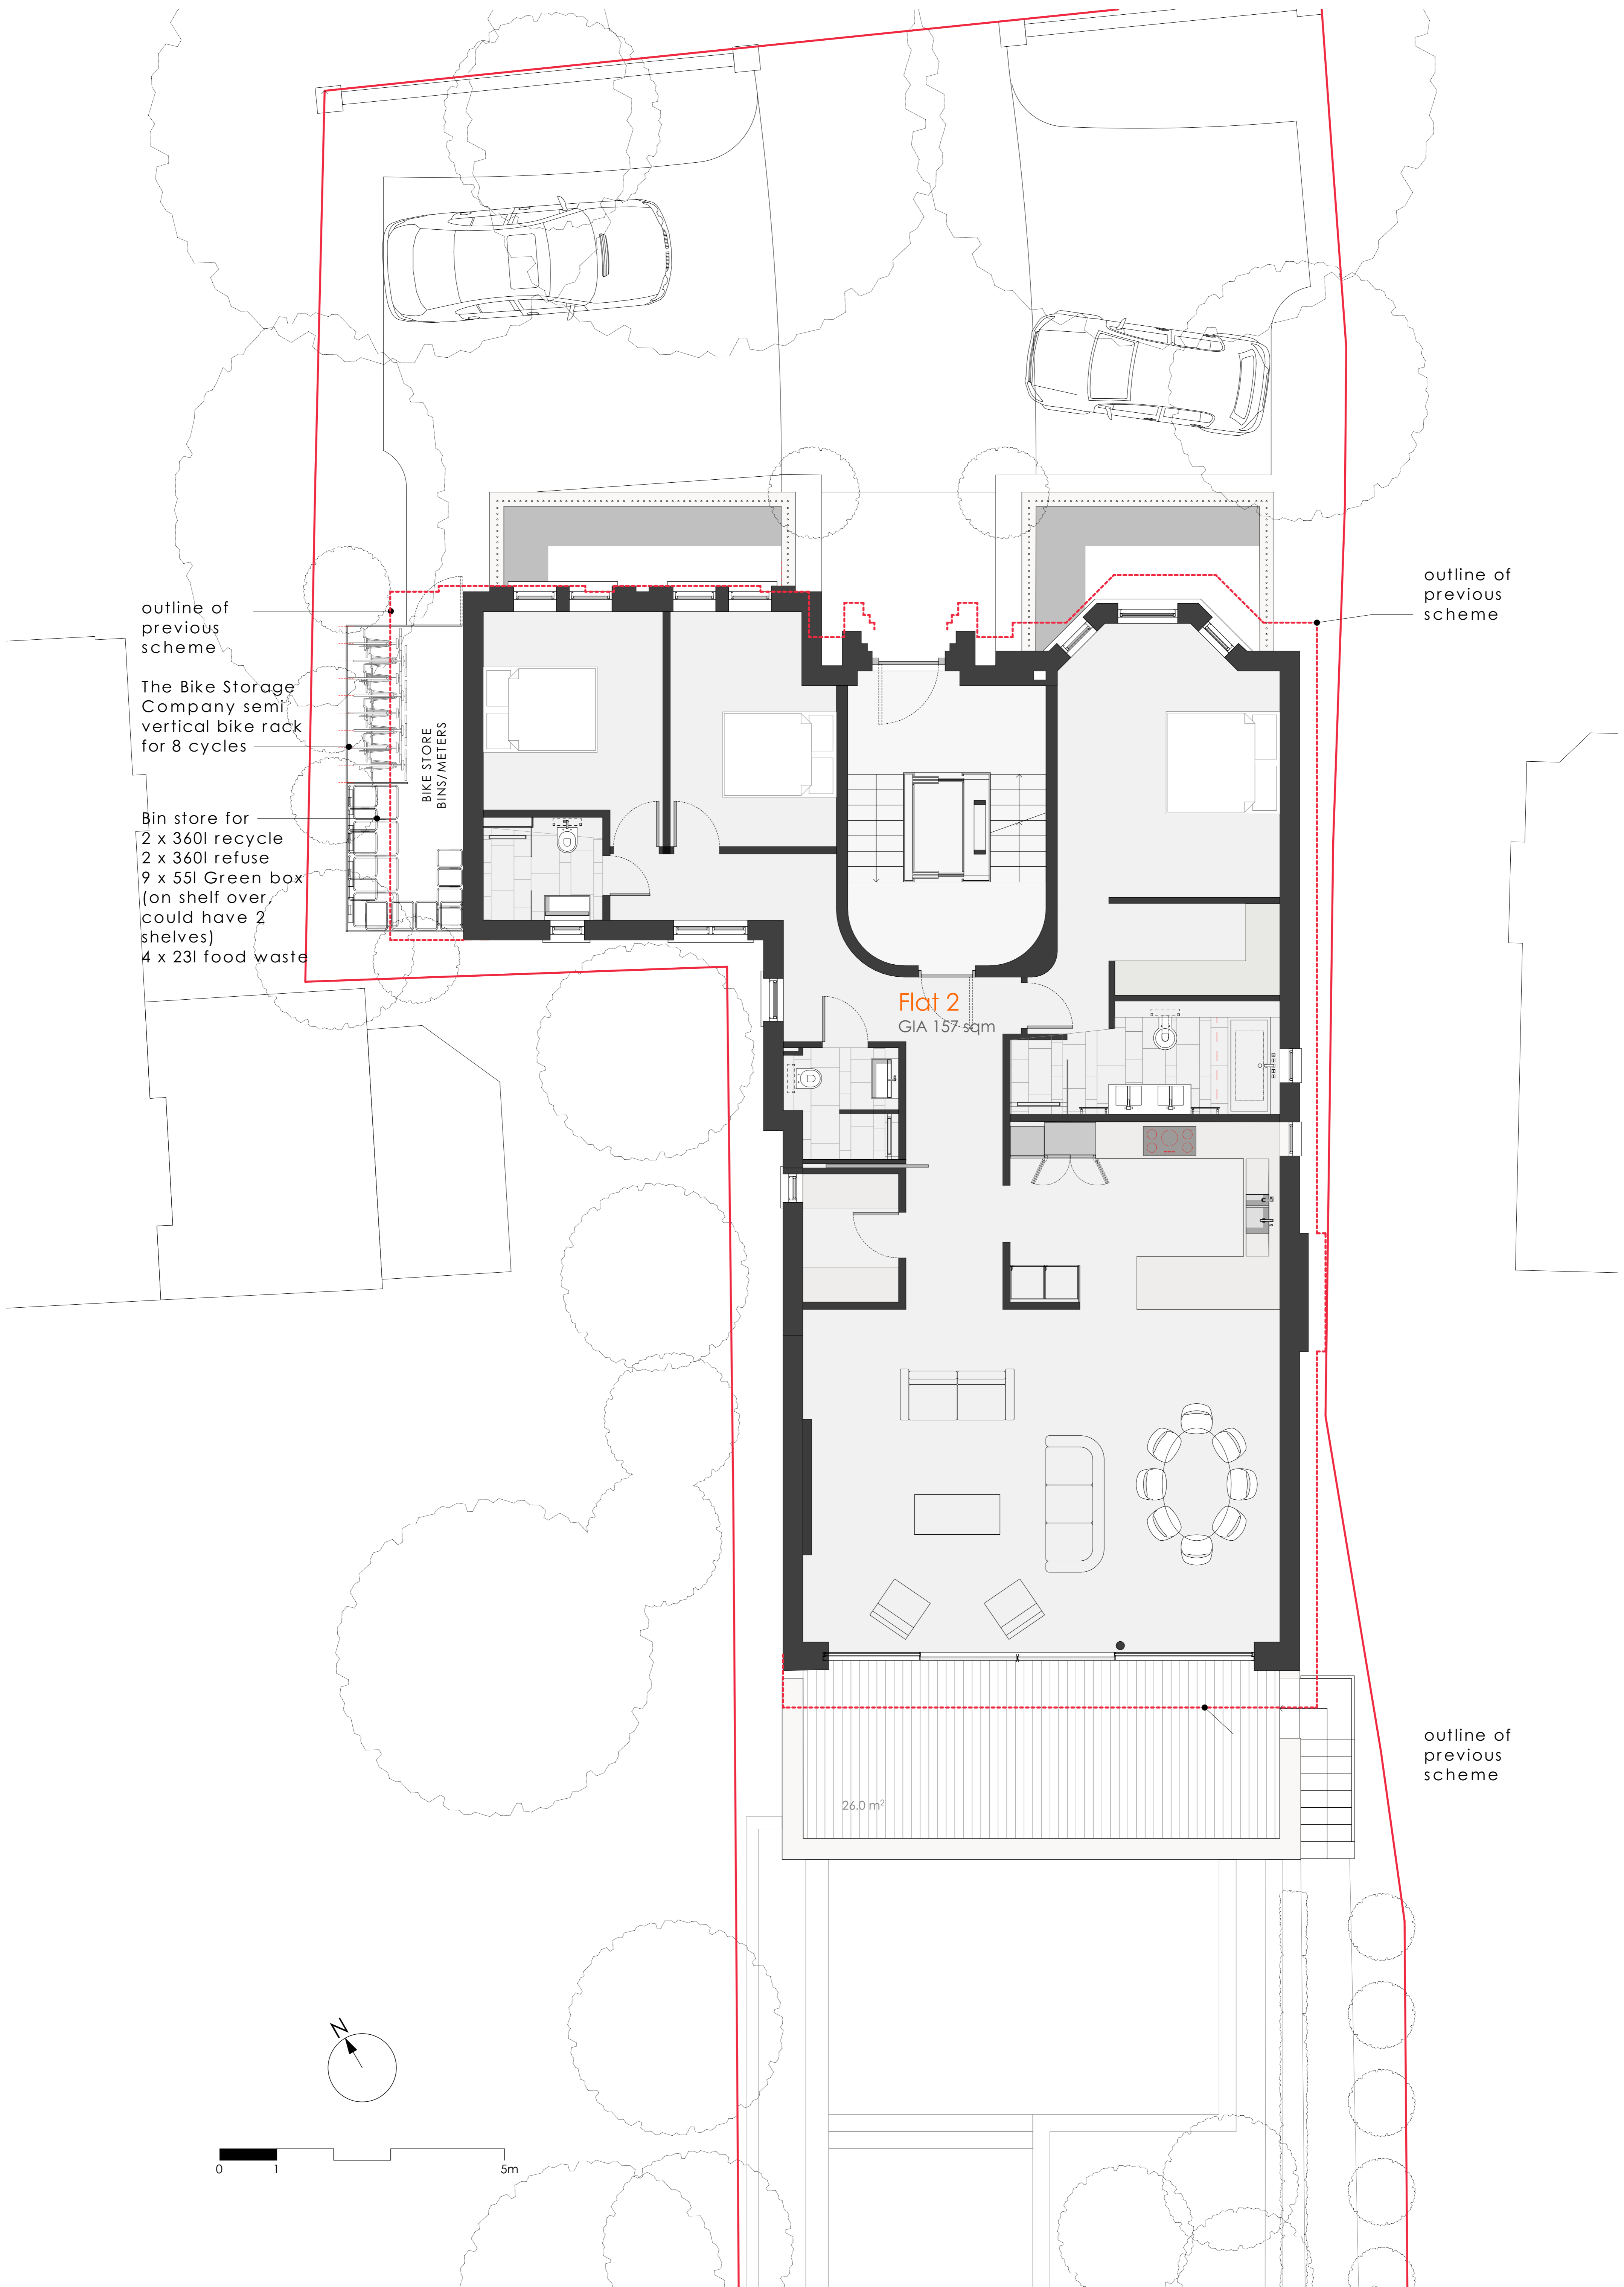 outline of
previous
scheme
The Bike Storage
Company semi
vertical bike rack
for 8 cycles
BIKE STORE
BINS/METERS
Bin store for
2 x 360l recycle
2 x 360l refuse
9 x 55l Green box
(on shelf over,
could have 2
shelves)
4 x 23l food waste
outline of
previous
scheme
Flat 2
GIA 157 sqm
outline of
previous
scheme
26.0 m²
N
0 1 5m